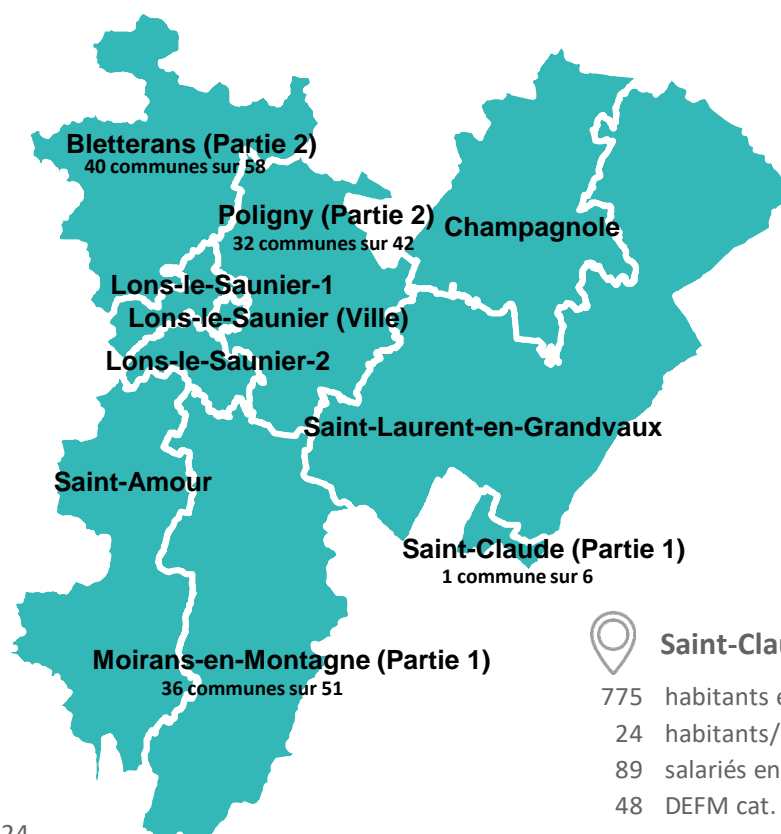 Bletterans (Partie 2)
40 communes sur 58
Poligny (Partie 2)
32 communes sur 42
Champagnole
Lons-le-Saunier-1
Lons-le-Saunier (Ville)
Lons-le-Saunier-2
Saint-Laurent-en-Grandvaux
Saint-Amour
Saint-Claude (Partie 1)
1 commune sur 6
Moirans-en-Montagne (Partie 1)
36 communes sur 51
775 habitants
24 habitants/
89 salariés en
48 DEFM cat.
24